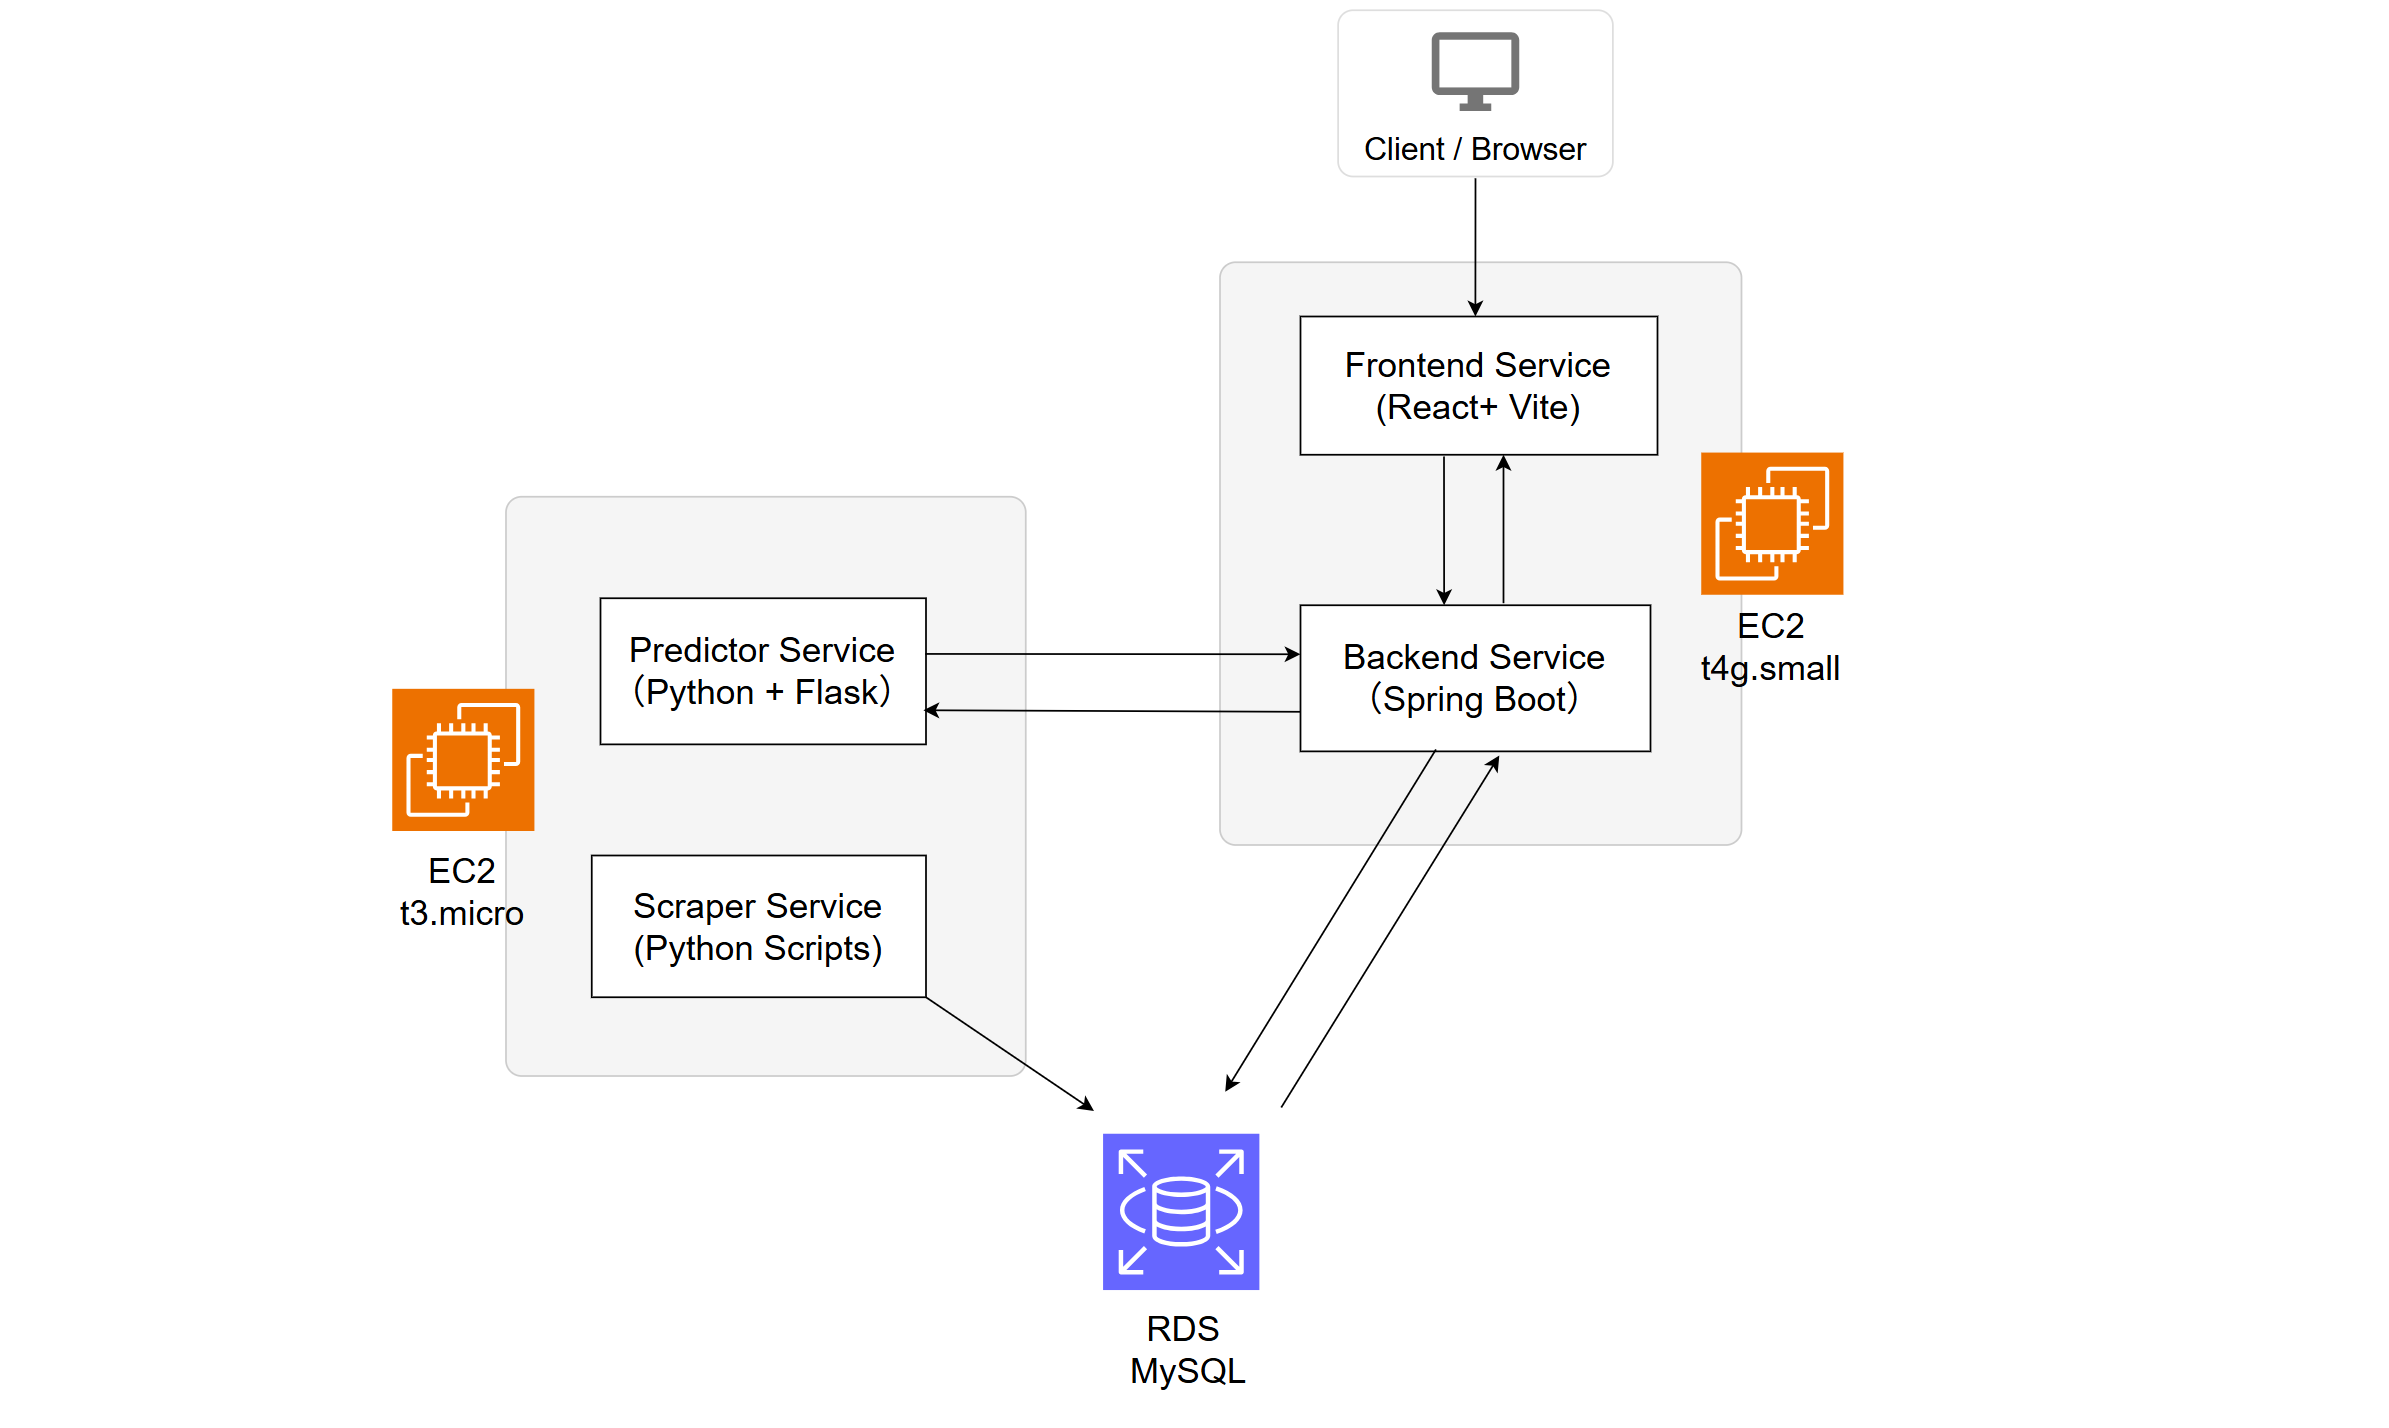 Client / Browser
Frontend Service
(React+ Vite)
EC2
t4g.small
Predictor Service
（Python + Flask）
Backend Service
（Spring Boot）
EC2
t3.micro
Scraper Service
(Python Scripts)
RDS
MySQL